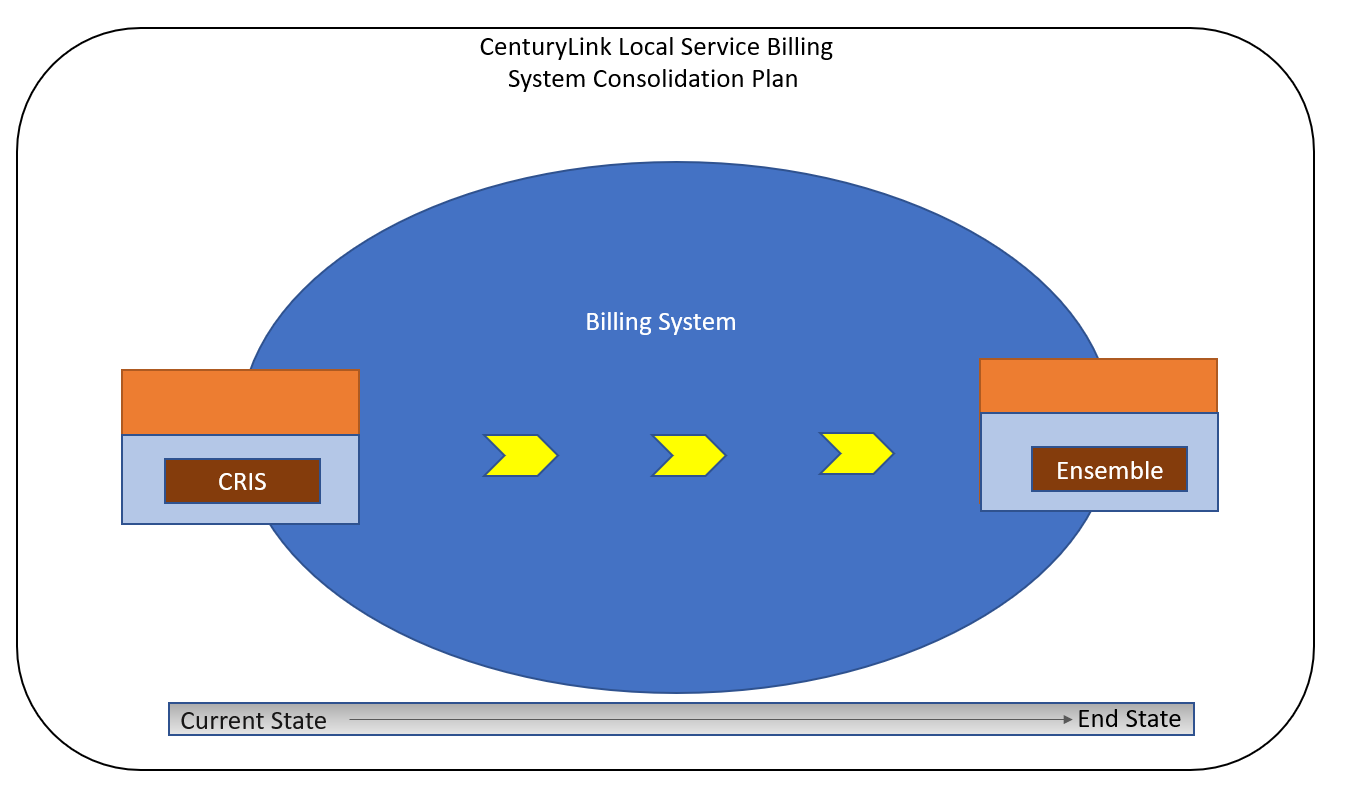 CenturyLink Local Service Billing
System Consolidation Plan
Billing System
CRIS
Ensemble
Current State
End State